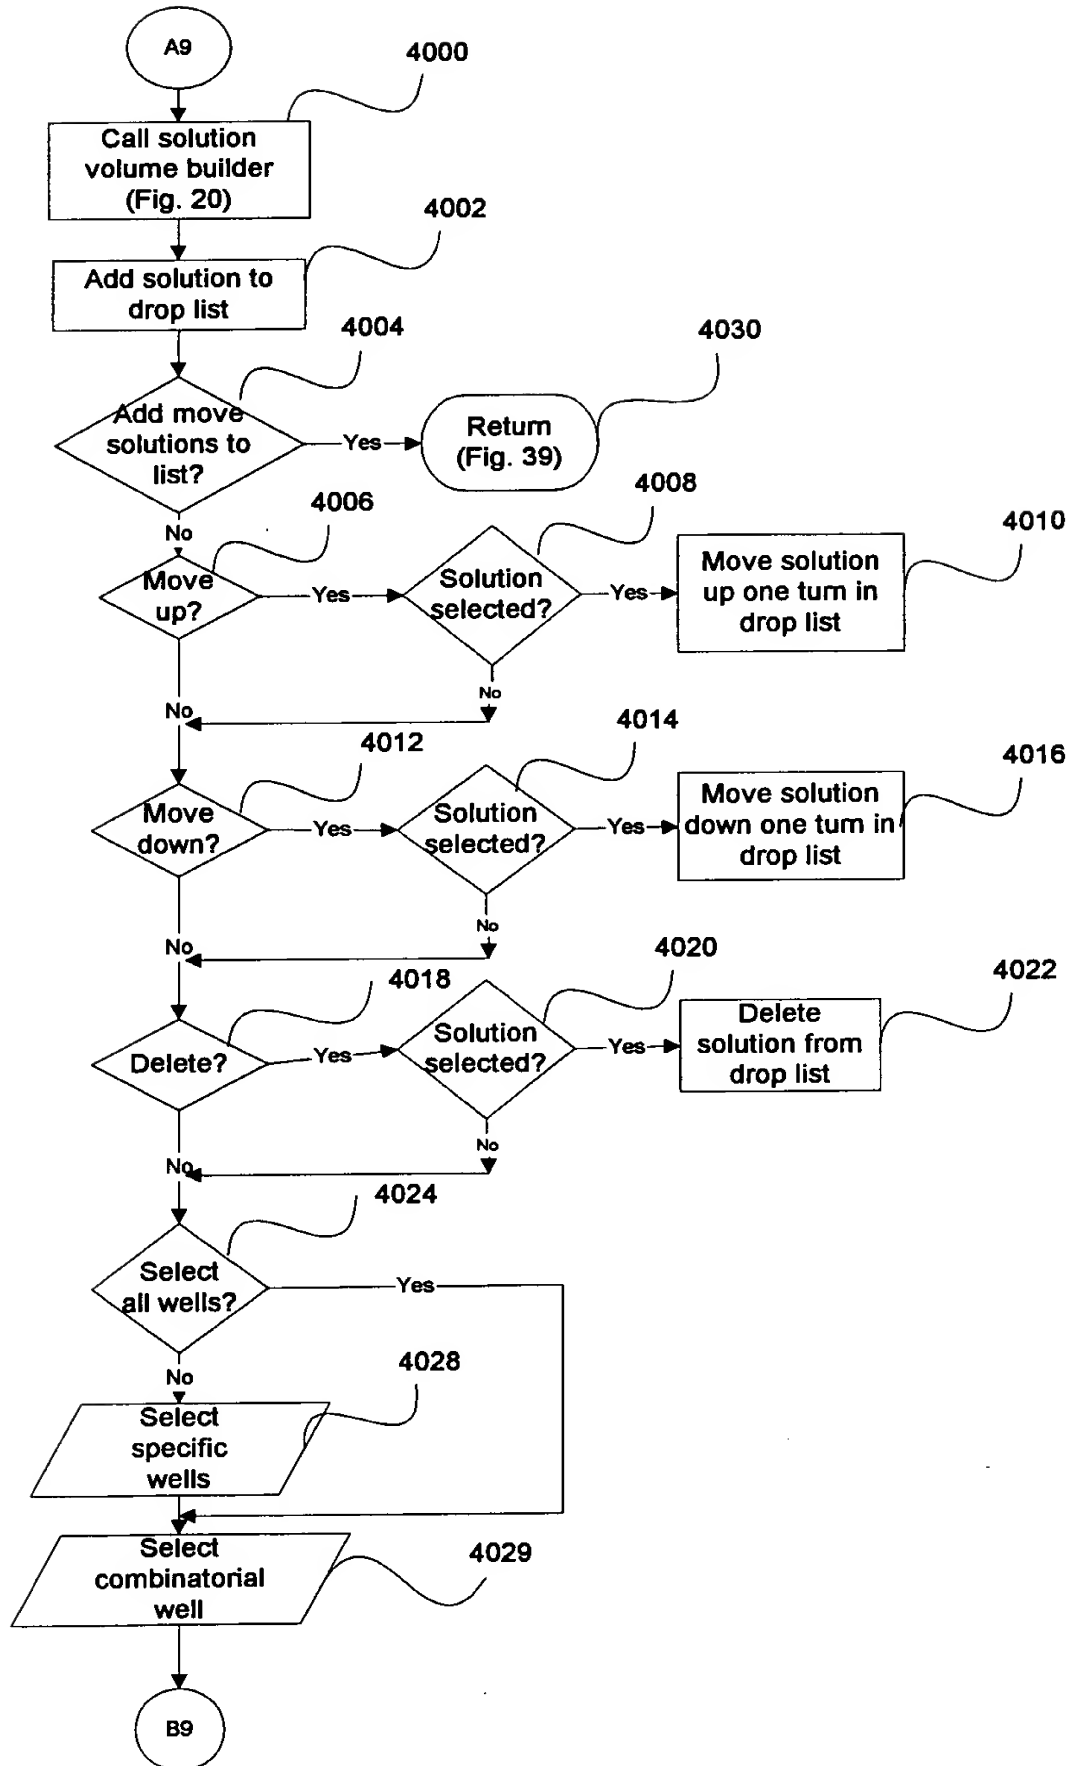 A9
4000
Call solution
volume builder
(Fig. 20)
4002
Add solution to
drop list
4004
4030
Add move
solutions to
list?
Yes
Return
(Fig. 39)
No
4006
4008
4010
Move
up?
Yes
Solution
selected?
Yes
Move solution
up one turn in
drop list
No
No
4012
4014
4016
Move
down?
Yes
Solution
selected?
Yes
Move solution
down one turn in
drop list
No
No
4018
4020
4022
Delete?
Yes
Solution
selected?
Yes
Delete
solution from
drop list
No
No
4024
Select
all wells?
Yes
No
4028
Select
specific
wells
4029
Select
combinatorial
well
B9